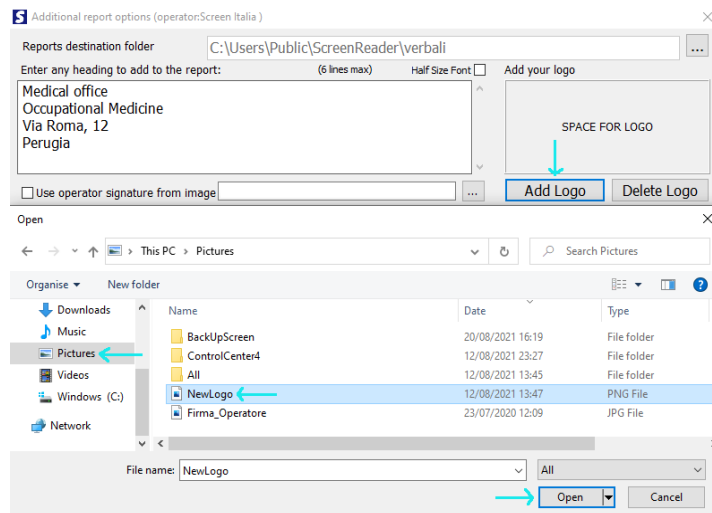 S Additional report options (operator:Screen Italia )
Reports destination folder C:\Users\Public\ScreenReader\verbali ...
Enter any heading to add to the report: (6 lines max) Half Size Font Add your logo
Medical office
Occupational Medicine
Via Roma, 12
Perugia
SPACE FOR LOGO
Use operator signature from image ... Add Logo Delete Logo
Open
This PC > Pictures Search Pictures
Organise New folder
Downloads
Music
Pictures
Videos
Windows (C:)
Network
Name Date Type
BackUpScreen 20/08/2021 16:19 File folder
ControlCenter4 12/08/2021 23:27 File folder
All 12/08/2021 13:45 File folder
NewLogo 12/08/2021 13:47 PNG File
Firma_Operatore 23/07/2020 12:09 JPG File
File name: NewLogo All
Open Cancel